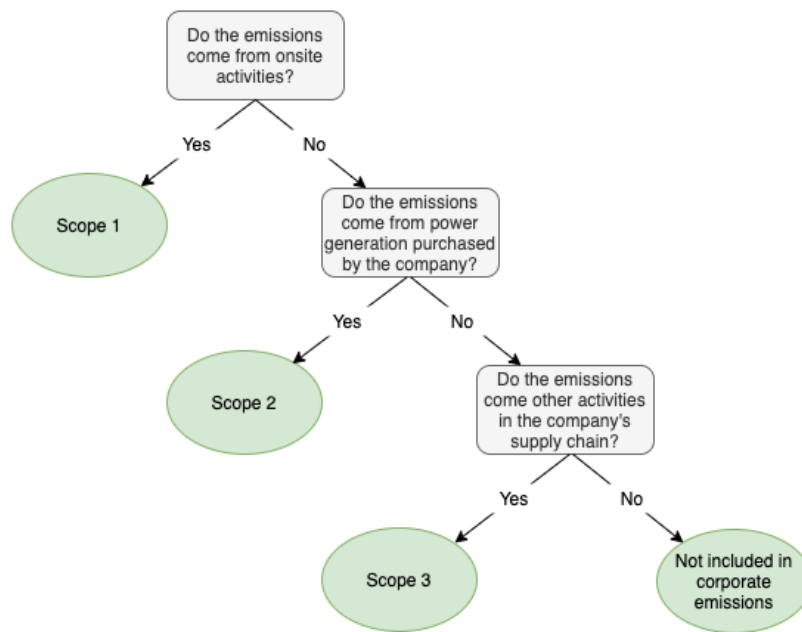 Do the emissions
come from onsite
activities?
Yes
No
Scope 1
Do the emissions
come from power
generation purchased
by the company?
Yes
No
Scope 2
Do the emissions
come other activities
in the company's
supply chain?
Yes
No
Scope 3
Not included in
corporate
emissions